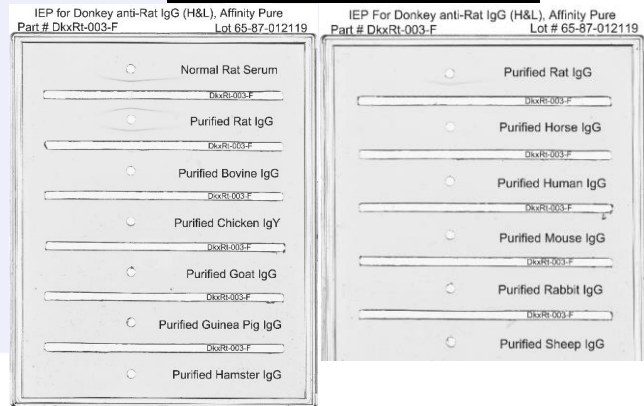 IEP for Donkey anti-Rat IgG (H&L), Affinity Pure
Part # DkxRt-003-F Lot 65-87-012119
Normal Rat Serum
DkxRt-003-F
Purified Rat IgG
DkxRt-003-F
Purified Bovine IgG
DkxRt-003-F
Purified Chicken IgY
DkxRt-003-F
Purified Goat IgG
DkxRt-003-F
Purified Guinea Pig IgG
DkxRt-003-F
Purified Hamster IgG
IEP For Donkey anti-Rat IgG (H&L), Affinity Pure
Part # DkxRt-003-F Lot # 65-87-012119
Purified Rat IgG
DkxRt-003-F
Purified Horse IgG
DkxRt-003-F
Purified Human IgG
DkxRt-003-F
Purified Mouse IgG
DkxRt-003-F
Purified Rabbit IgG
DkxRt-003-F
Purified Sheep IgG